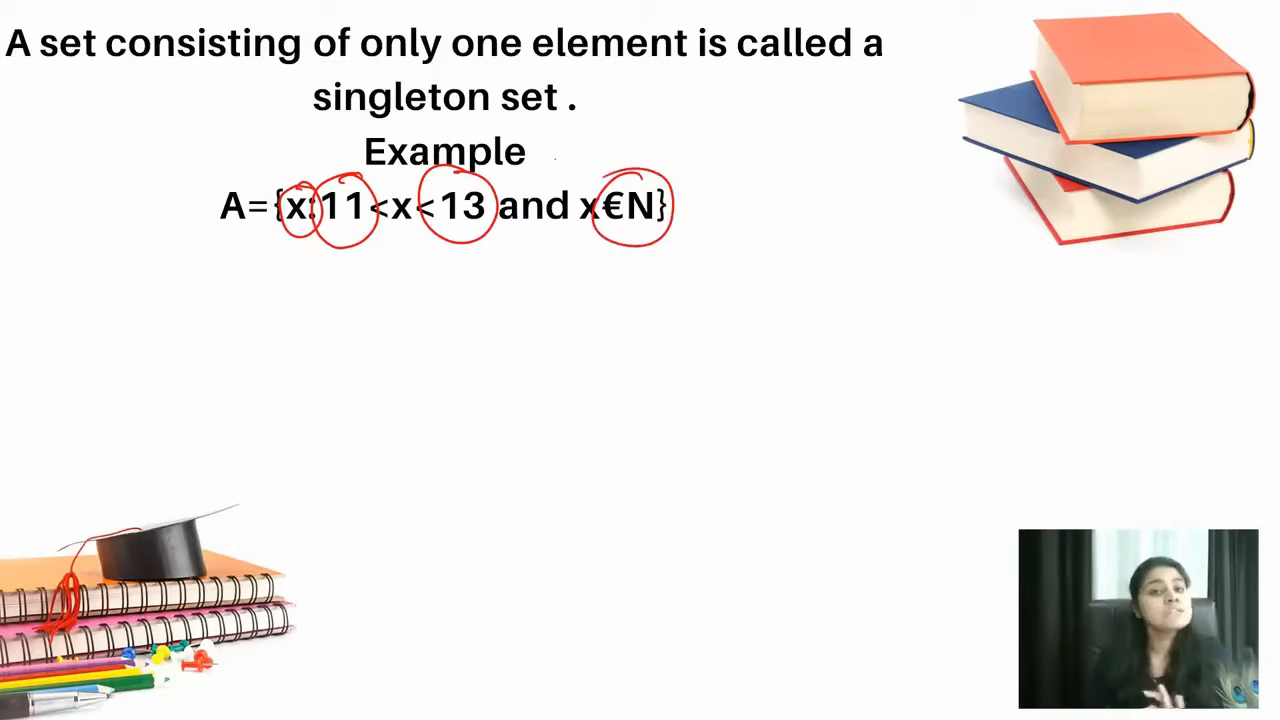 A set consisting of only one element is called a
singleton set .
Example
A={x:11<x<13 and x€N}